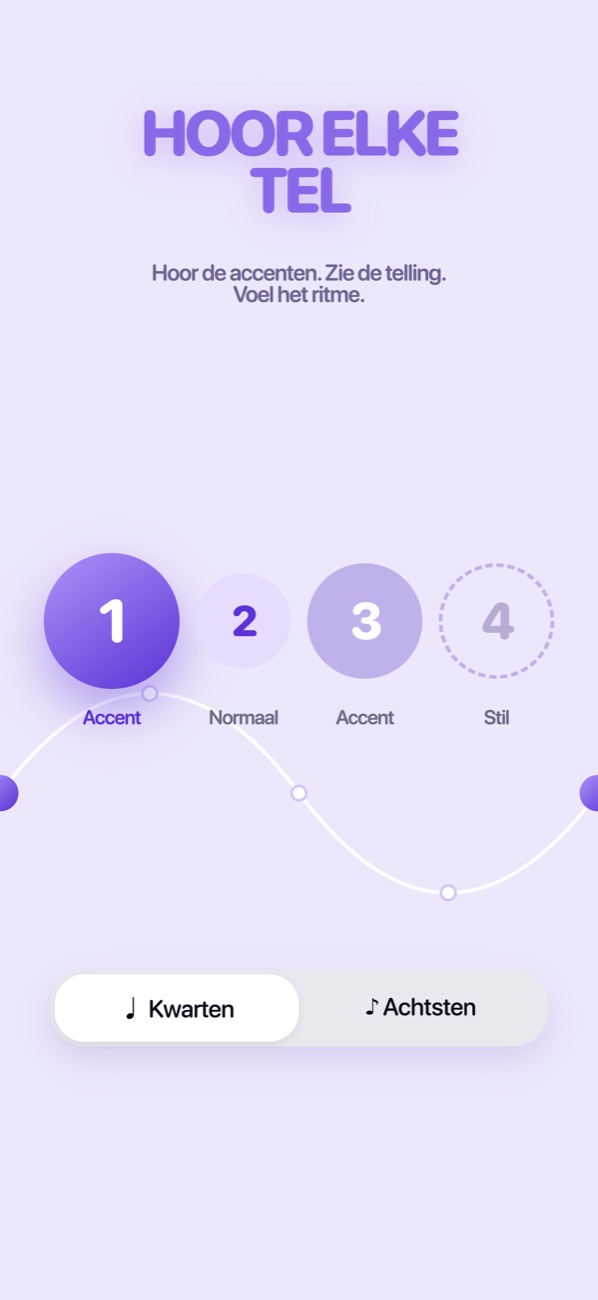 HOOR ELKE
TEL
Hoor de accenten. Zie de telling.
Voel het ritme.
1 2 3 4
Accent Normaal Accent Stil
♩ Kwarten ♪ Achtsten